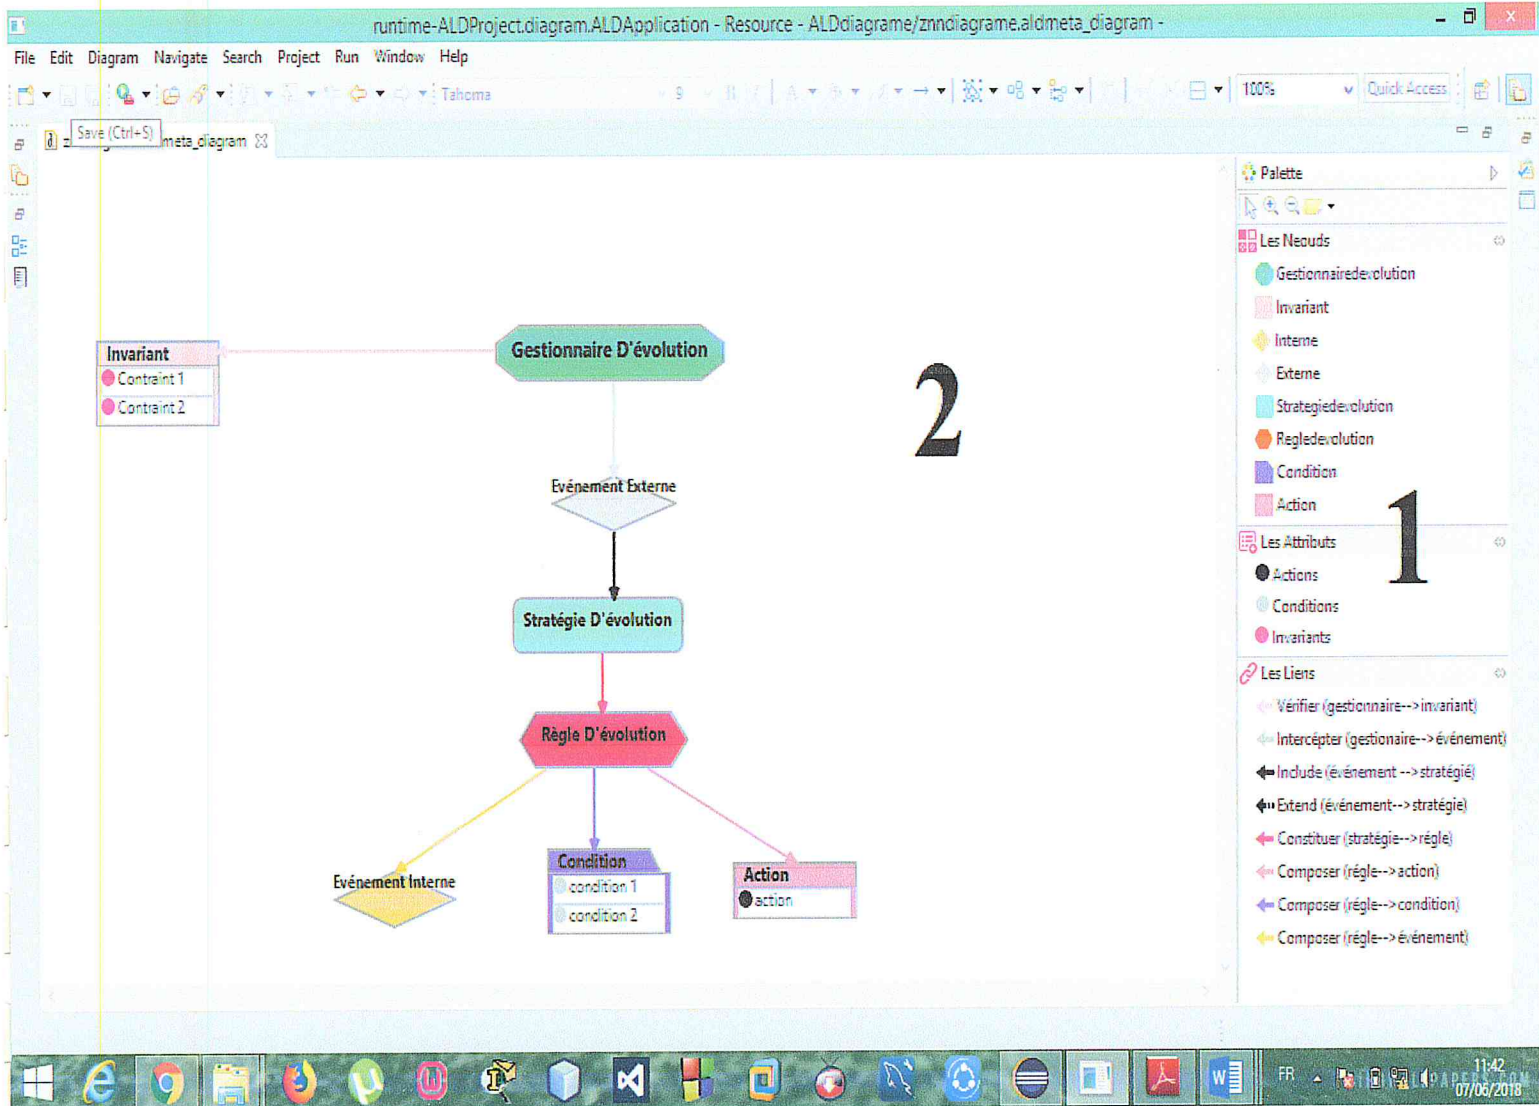 runtime-ALDProject.diagram.ALDApplication - Resource - ALDdiagrame/znndiagrame.aldmeta_diagram -
File Edit Diagram Navigate Search Project Run Window Help
Tahoma 9 100% Quick Access
Save (Ctrl+S)
meta_diagram
Invariant
Contraint 1
Contraint 2
Gestionnaire D'évolution
Evénement Externe
Stratégie D'évolution
Règle D'évolution
Evénement Interne
Condition
condition 1
condition 2
Action
action
2
Palette
Les Neouds
Gestionnairedevolution
Invariant
Interne
Externe
Strategiedevolution
Regledevolution
Condition
Action
1
Les Attributs
Actions
Conditions
Invariants
Les Liens
Vérifier (gestionnaire-->invariant)
Intercépter (gestionaire-->événement)
Include (événement -->stratégié)
Extend (événement-->stratégie)
Constituer (stratégie-->régle)
Composer (régle-->action)
Composer (régle-->condition)
Composer (régle-->événement)
FR
11:42
07/06/2018